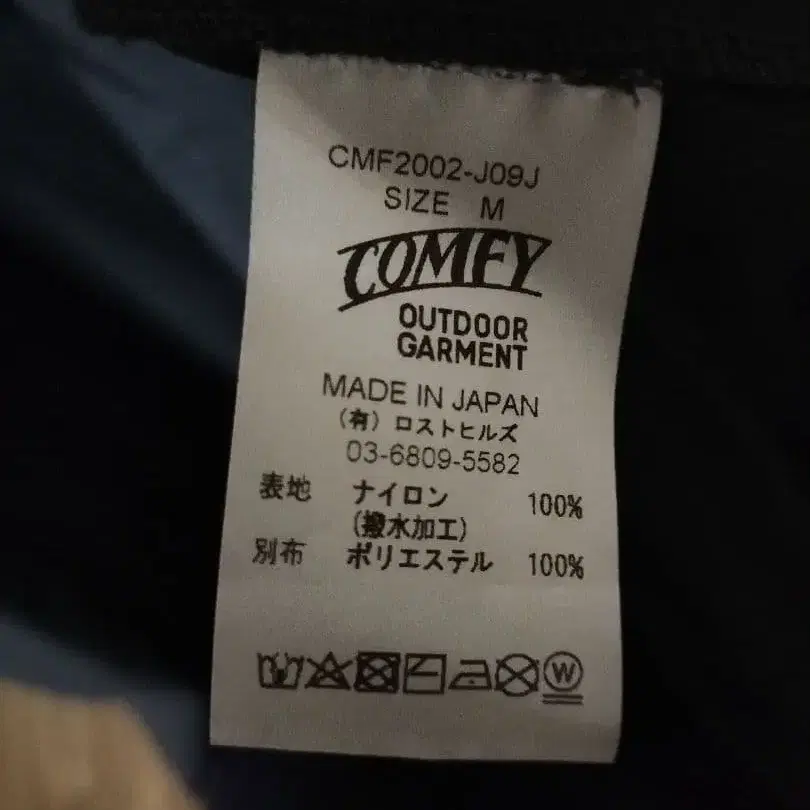 CMF2002-J09J
SIZE M
COMFY
OUTDOOR
GARMENT
MADE IN JAPAN
(有) ロストヒルズ
03-6809-5582
表地 ナイロン 100%
(撥水加工)
別布 ポリエステル 100%
W